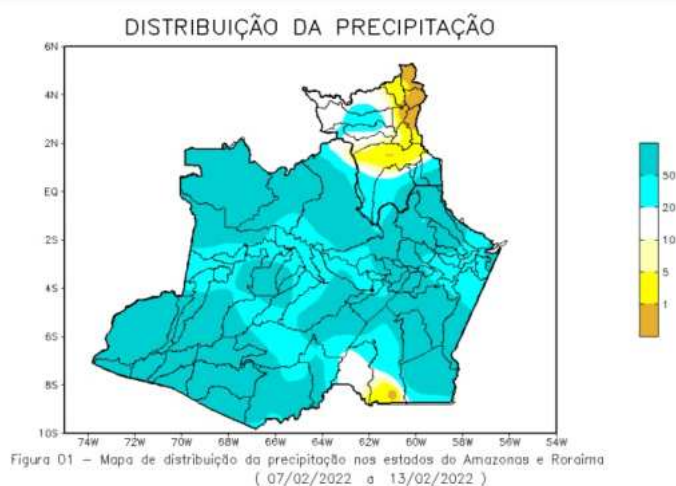 DISTRIBUIÇÃO DA PRECIPITAÇÃO
6N
4N
2N
EQ
2S
4S
6S
8S
10S
74W 72W 70W 68W 66W 64W 62W 60W 58W 56W 54W
50
20
10
5
1
Figura 01 – Mapa de distribuição da precipitação nos estados do Amazonas e Roraima
( 07/02/2022 a 13/02/2022 )